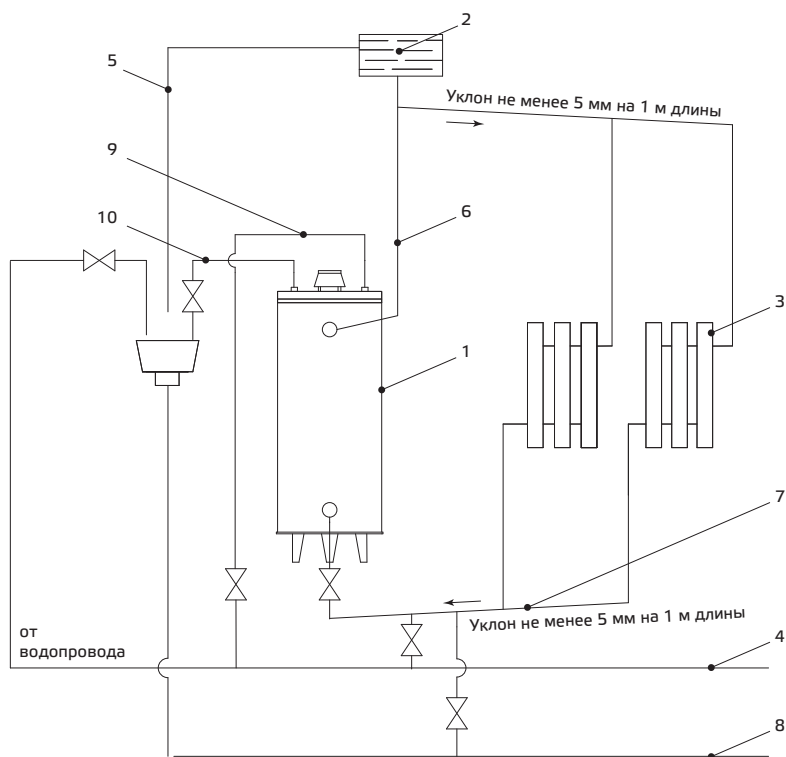 2
5
Уклон не менее 5 мм на 1 м длины
9
6
10
3
1
7
Уклон не менее 5 мм на 1 м длины
от
водопровода
4
8